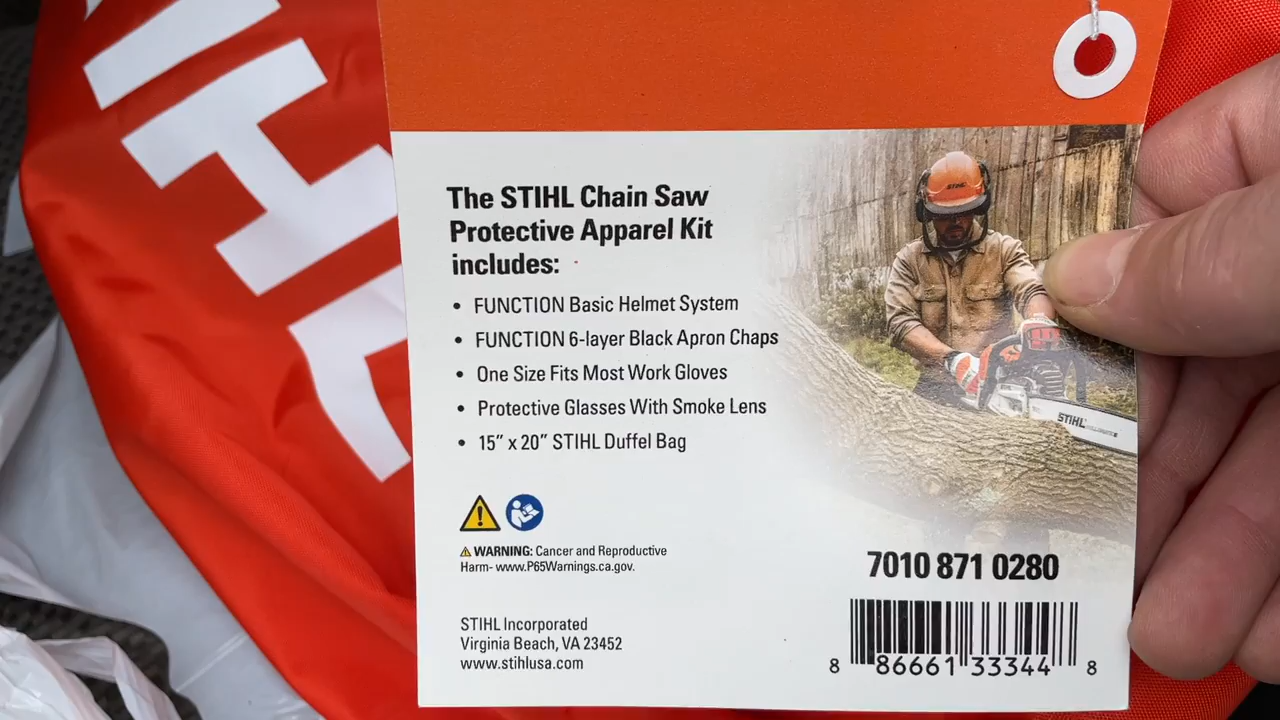 The STIHL Chain Saw
Protective Apparel Kit
includes:
• FUNCTION Basic Helmet System
• FUNCTION 6-layer Black Apron Chaps
• One Size Fits Most Work Gloves
• Protective Glasses With Smoke Lens
• 15” x 20” STIHL Duffel Bag
WARNING: Cancer and Reproductive
Harm- www.P65Warnings.ca.gov.
STIHL Incorporated
Virginia Beach, VA 23452
www.stihlusa.com
STIHL
STIHL
7010 871 0280
8 86661 33344 8